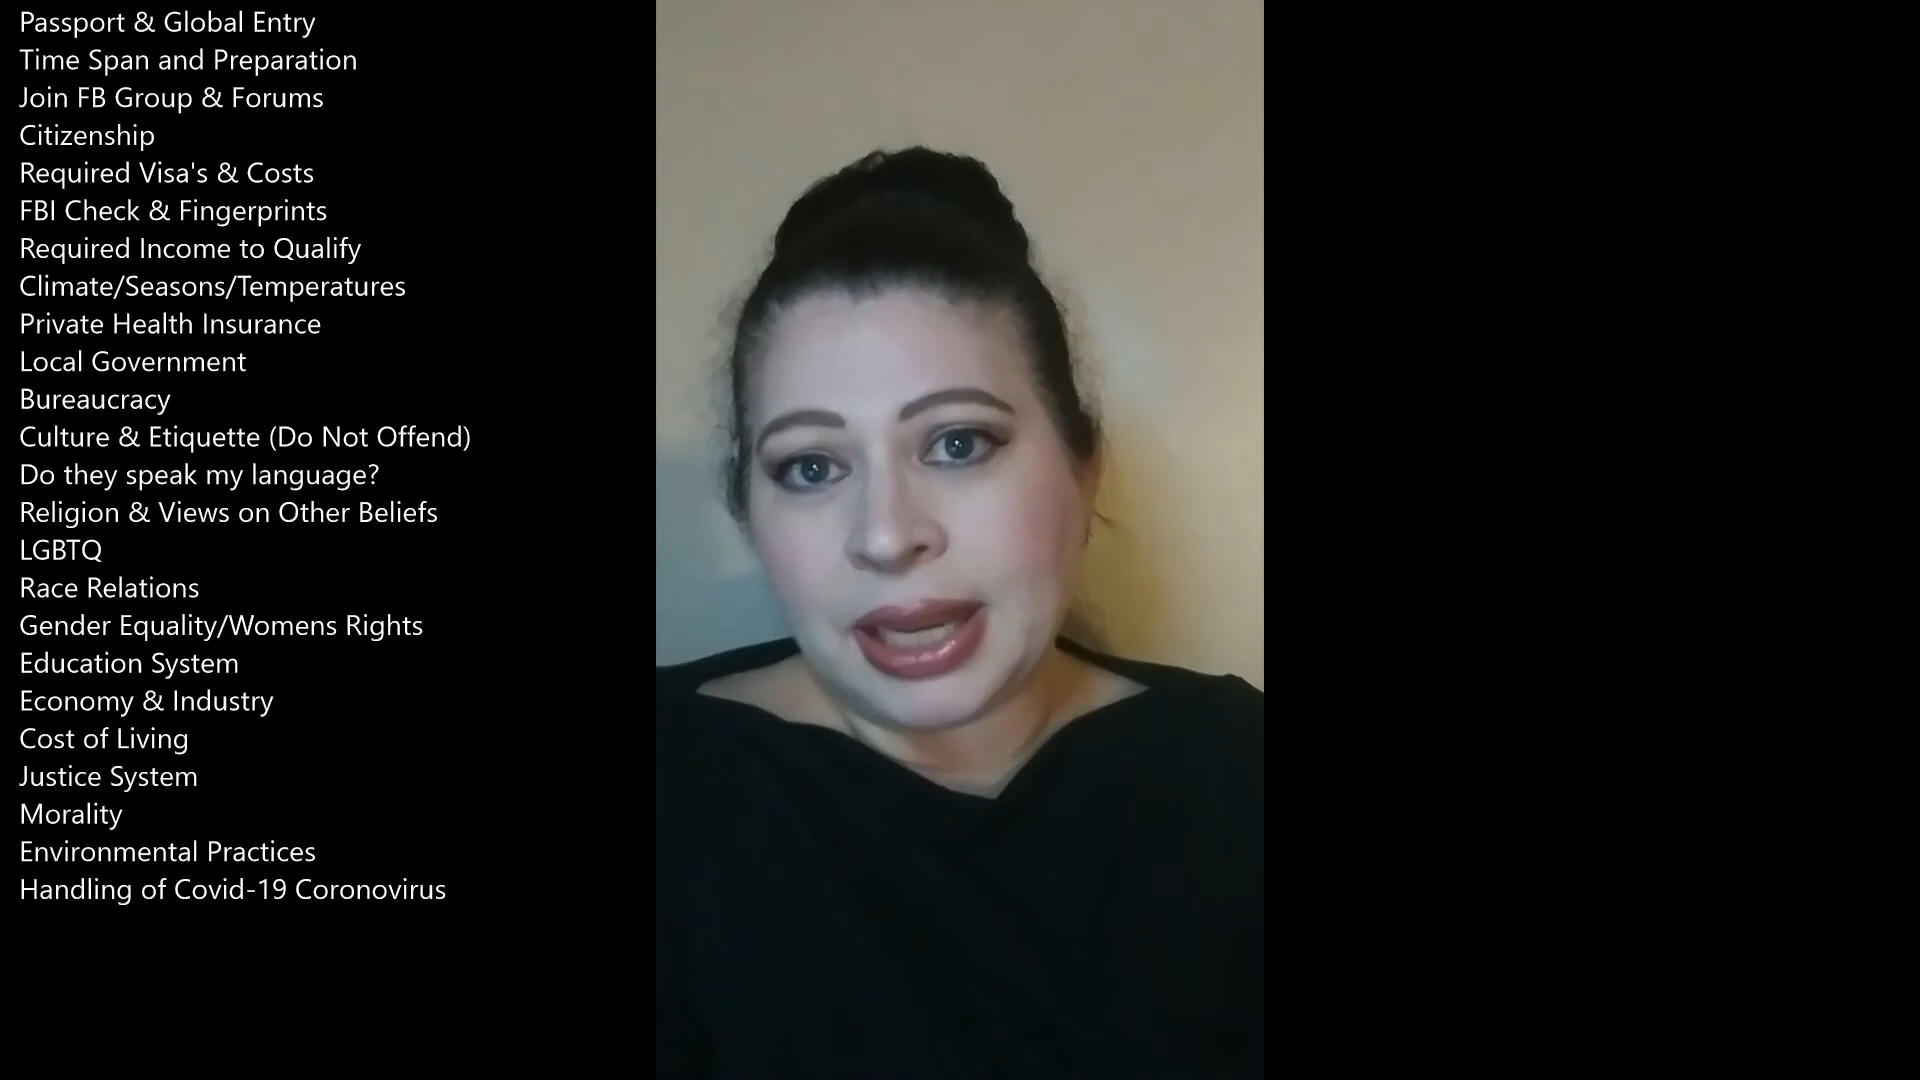 Passport & Global Entry
Time Span and Preparation
Join FB Group & Forums
Citizenship
Required Visa's & Costs
FBI Check & Fingerprints
Required Income to Qualify
Climate/Seasons/Temperatures
Private Health Insurance
Local Government
Bureaucracy
Culture & Etiquette (Do Not Offend)
Do they speak my language?
Religion & Views on Other Beliefs
LGBTQ
Race Relations
Gender Equality/Womens Rights
Education System
Economy & Industry
Cost of Living
Justice System
Morality
Environmental Practices
Handling of Covid-19 Coronovirus